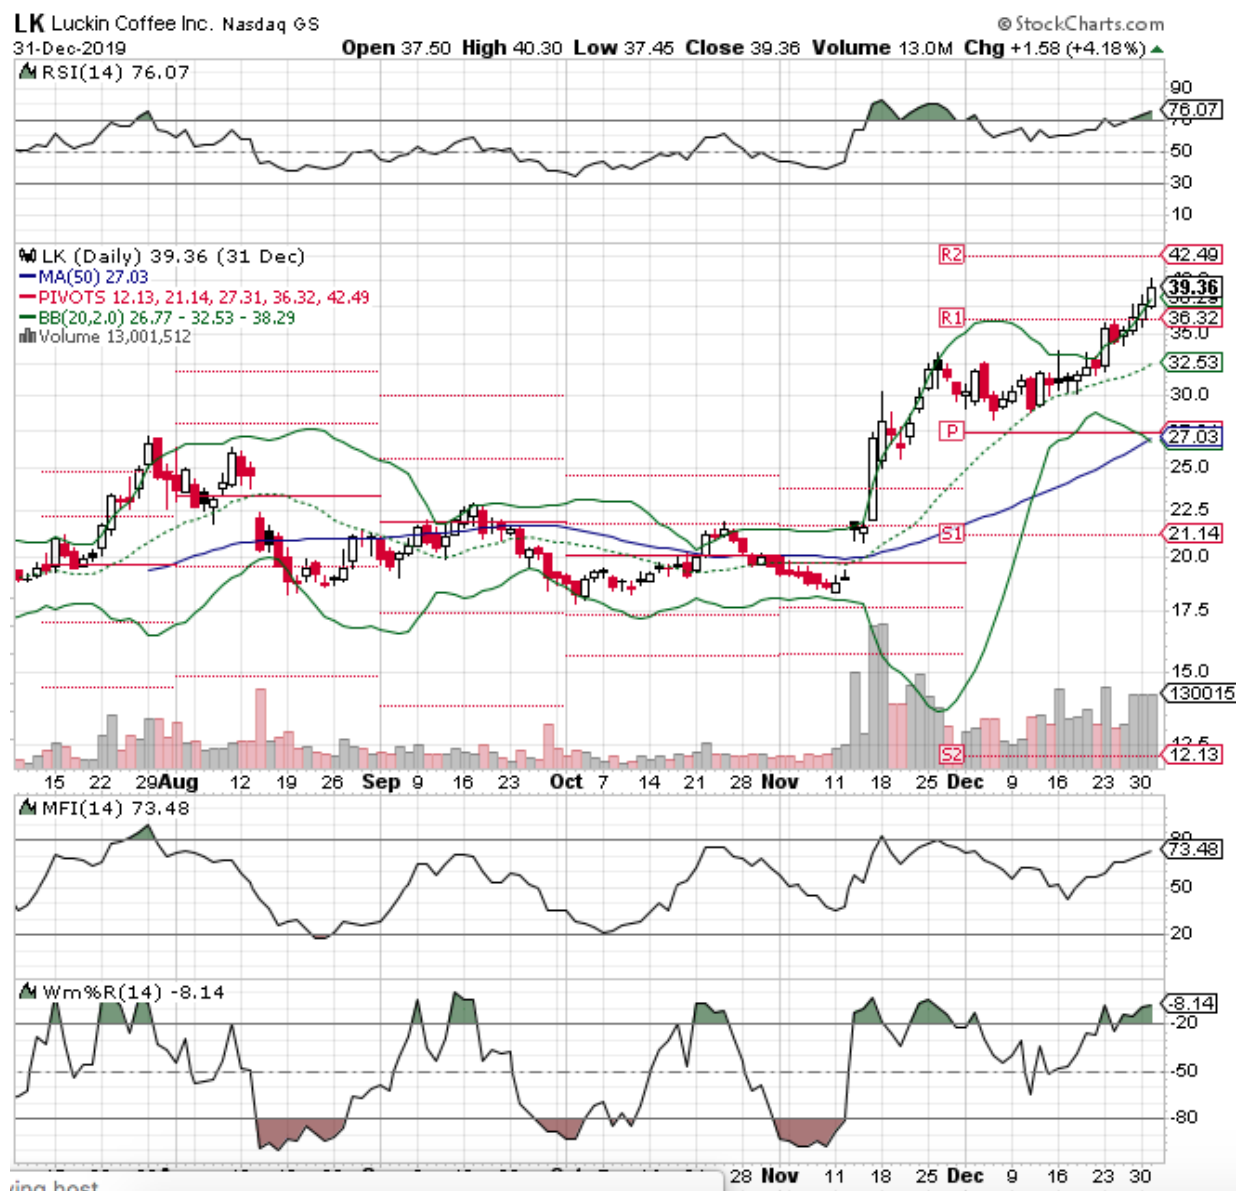 LK Luckin Coffee Inc. Nasdaq GS
© StockCharts.com
31-Dec-2019
Open 37.50 High 40.30 Low 37.45 Close 39.36 Volume 13.0M Chg +1.58 (+4.18%)
RSI(14) 76.07
90
76.07
70
50
30
10
LK (Daily) 39.36 (31 Dec)
MA(50) 27.03
PIVOTS 12.13, 21.14, 27.31, 36.32, 42.49
BB(20,2.0) 26.77 - 32.53 - 38.29
Volume 13,001,512
R2
R1
P
S1
S2
42.49
39.36
38.29
36.32
35.0
32.53
30.0
27.03
25.0
22.5
21.14
20.0
17.5
15.0
130015
12.5
12.13
15 22 29 Aug 12 19 26 Sep 9 16 23 Oct 7 14 21 28 Nov 11 18 25 Dec 9 16 23 30
MFI(14) 73.48
80
73.48
50
20
Wm%R(14) -8.14
-8.14
-20
-50
-80
28 Nov 11 18 25 Dec 9 16 23 30